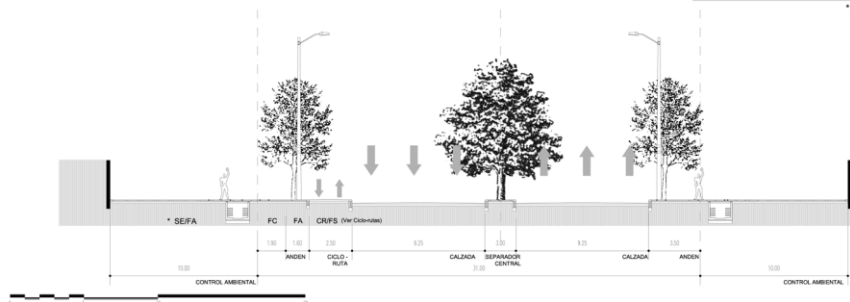 *
* SE/FA FC FA CR/FS (Ver Ciclo-rutas)
1.90 1.60 2.50 9.25 3.00 9.25 3.50
ANDEN CICLO - RUTA CALZADA SEPARADOR CENTRAL CALZADA ANDEN
10.00 31.00 10.00
CONTROL AMBIENTAL CONTROL AMBIENTAL